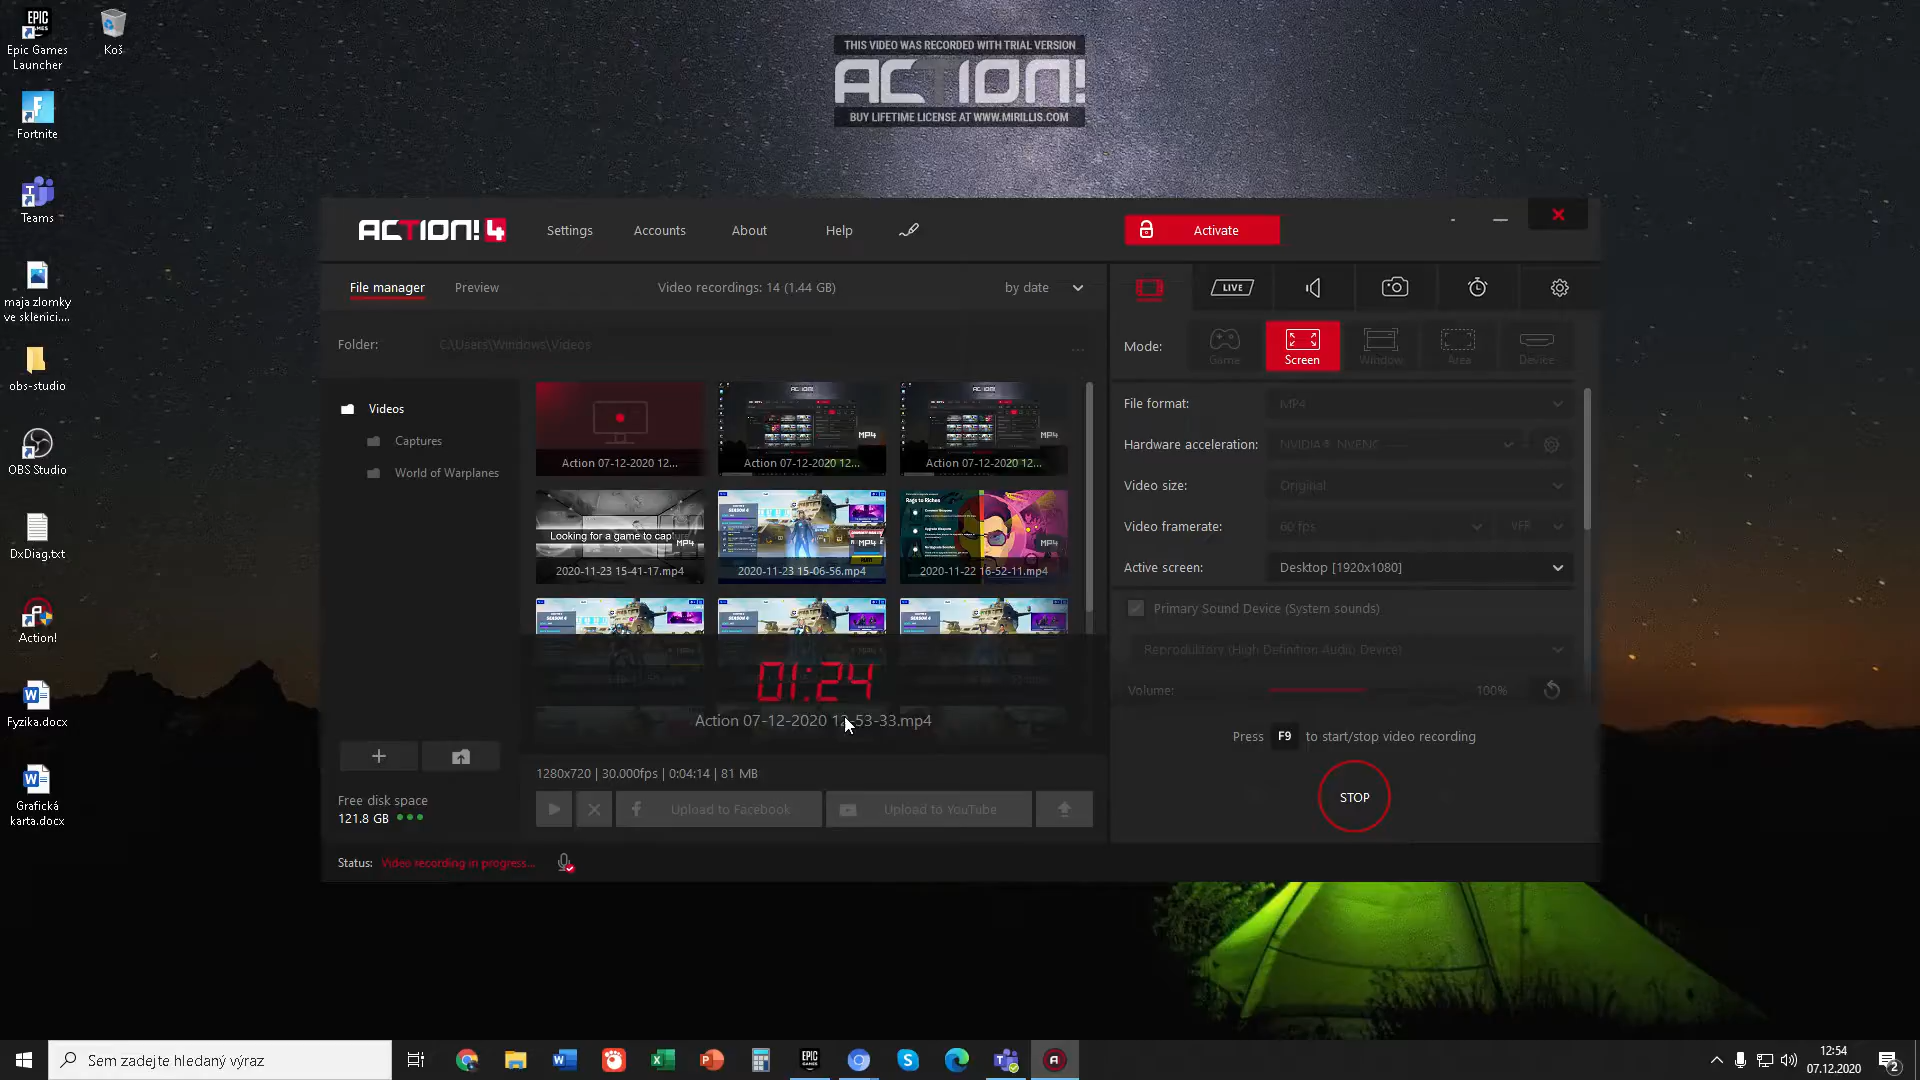 Epic Games
Launcher
Koš
Fortnite
Teams
maja zlomky
ve sklenici....
obs-studio
OBS Studio
DxDiag.txt
Action!
Fyzika.docx
Grafická
karta.docx
THIS VIDEO WAS RECORDED WITH TRIAL VERSION
ACTION!
BUY LIFETIME LICENSE AT WWW.MIRILLIS.COM
ACTION! 4
Settings
Accounts
About
Help
Activate
File manager
Preview
Video recordings: 14 (1.44 GB)
by date
Folder:
C:\Users\Windows\Videos
...
Videos
Captures
World of Warplanes
Action 07-12-2020 12...
MP4
Action 07-12-2020 12...
MP4
Action 07-12-2020 12...
Looking for a game to capture
MP4
2020-11-23 15-41-17.mp4
MP4
2020-11-23 15-06-56.mp4
Rags to Riches
MP4
2020-11-22 16-52-11.mp4
01:24
Action 07-12-2020 12-53-33.mp4
1280x720 | 30.000fps | 0:04:14 | 81 MB
Upload to Facebook
Upload to YouTube
Free disk space
121.8 GB
Status:
Video recording in progress...
LIVE
Mode:
Game
Screen
Window
Area
Device
File format:
MP4
Hardware acceleration:
NVIDIA® NVENC
Video size:
Original
Video framerate:
60 fps
VFR
Active screen:
Desktop [1920x1080]
Primary Sound Device (System sounds)
Reproduktory (High Definition Audio Device)
Volume:
100%
Press F9 to start/stop video recording
STOP
Sem zadejte hledaný výraz
12:54
07.12.2020
2